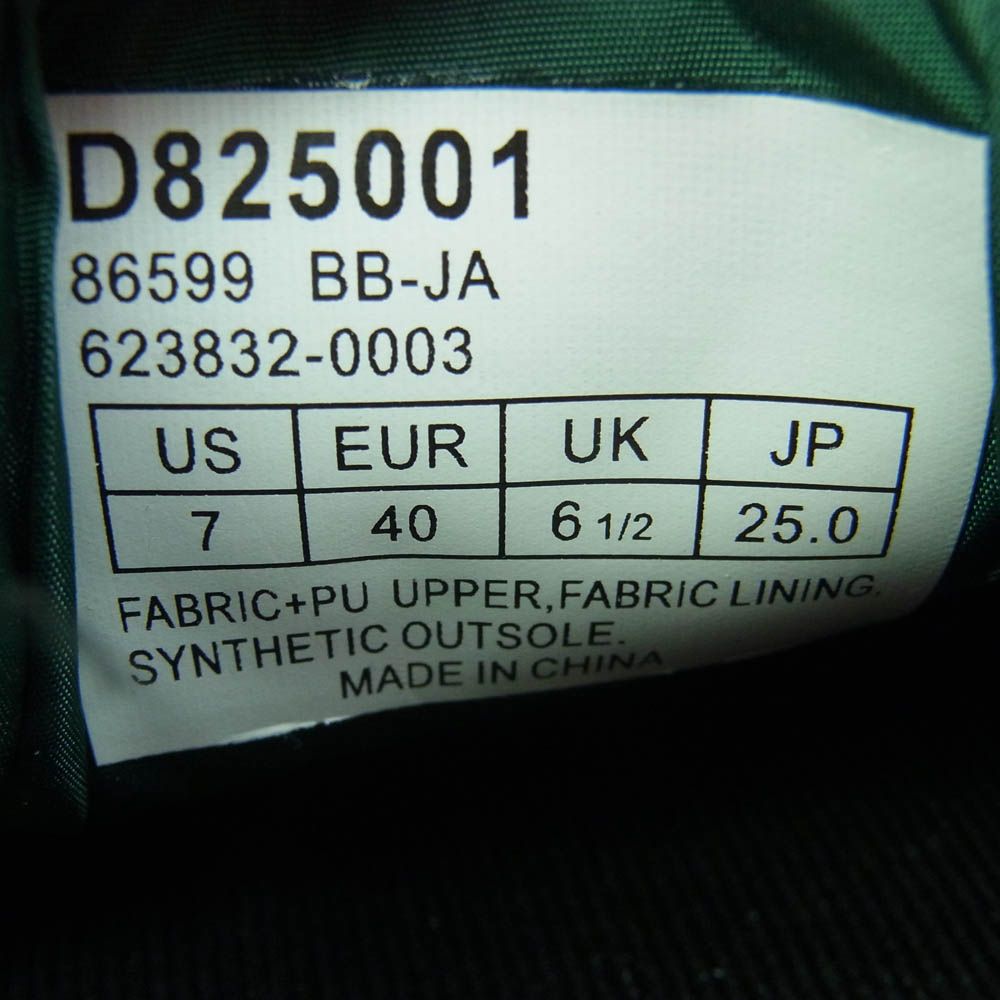 D825001
86599 BB-JA
623832-0003
US EUR UK JP
7 40 6 1/2 25.0
FABRIC+PU UPPER,FABRIC LINING.
SYNTHETIC OUTSOLE.
MADE IN CHINA